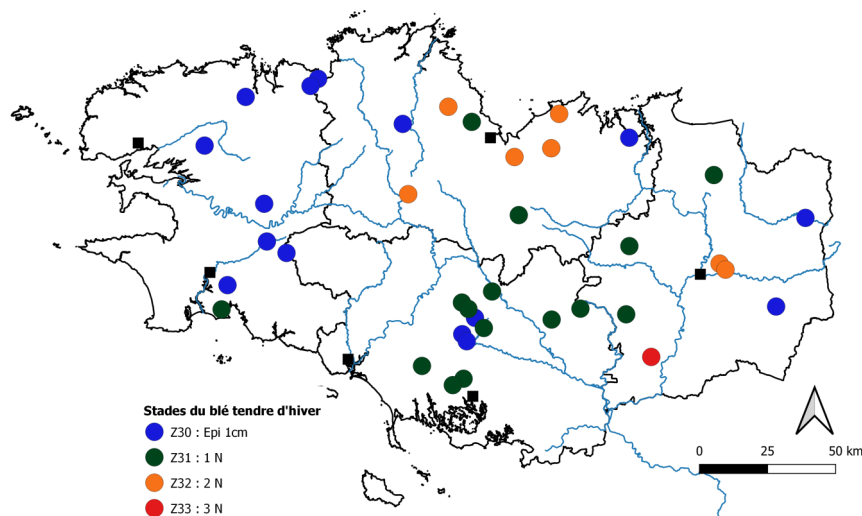 Stades du blé tendre d'hiver
Z30 : Epi 1cm
Z31 : 1 N
Z32 : 2 N
Z33 : 3 N
0 25 50 km